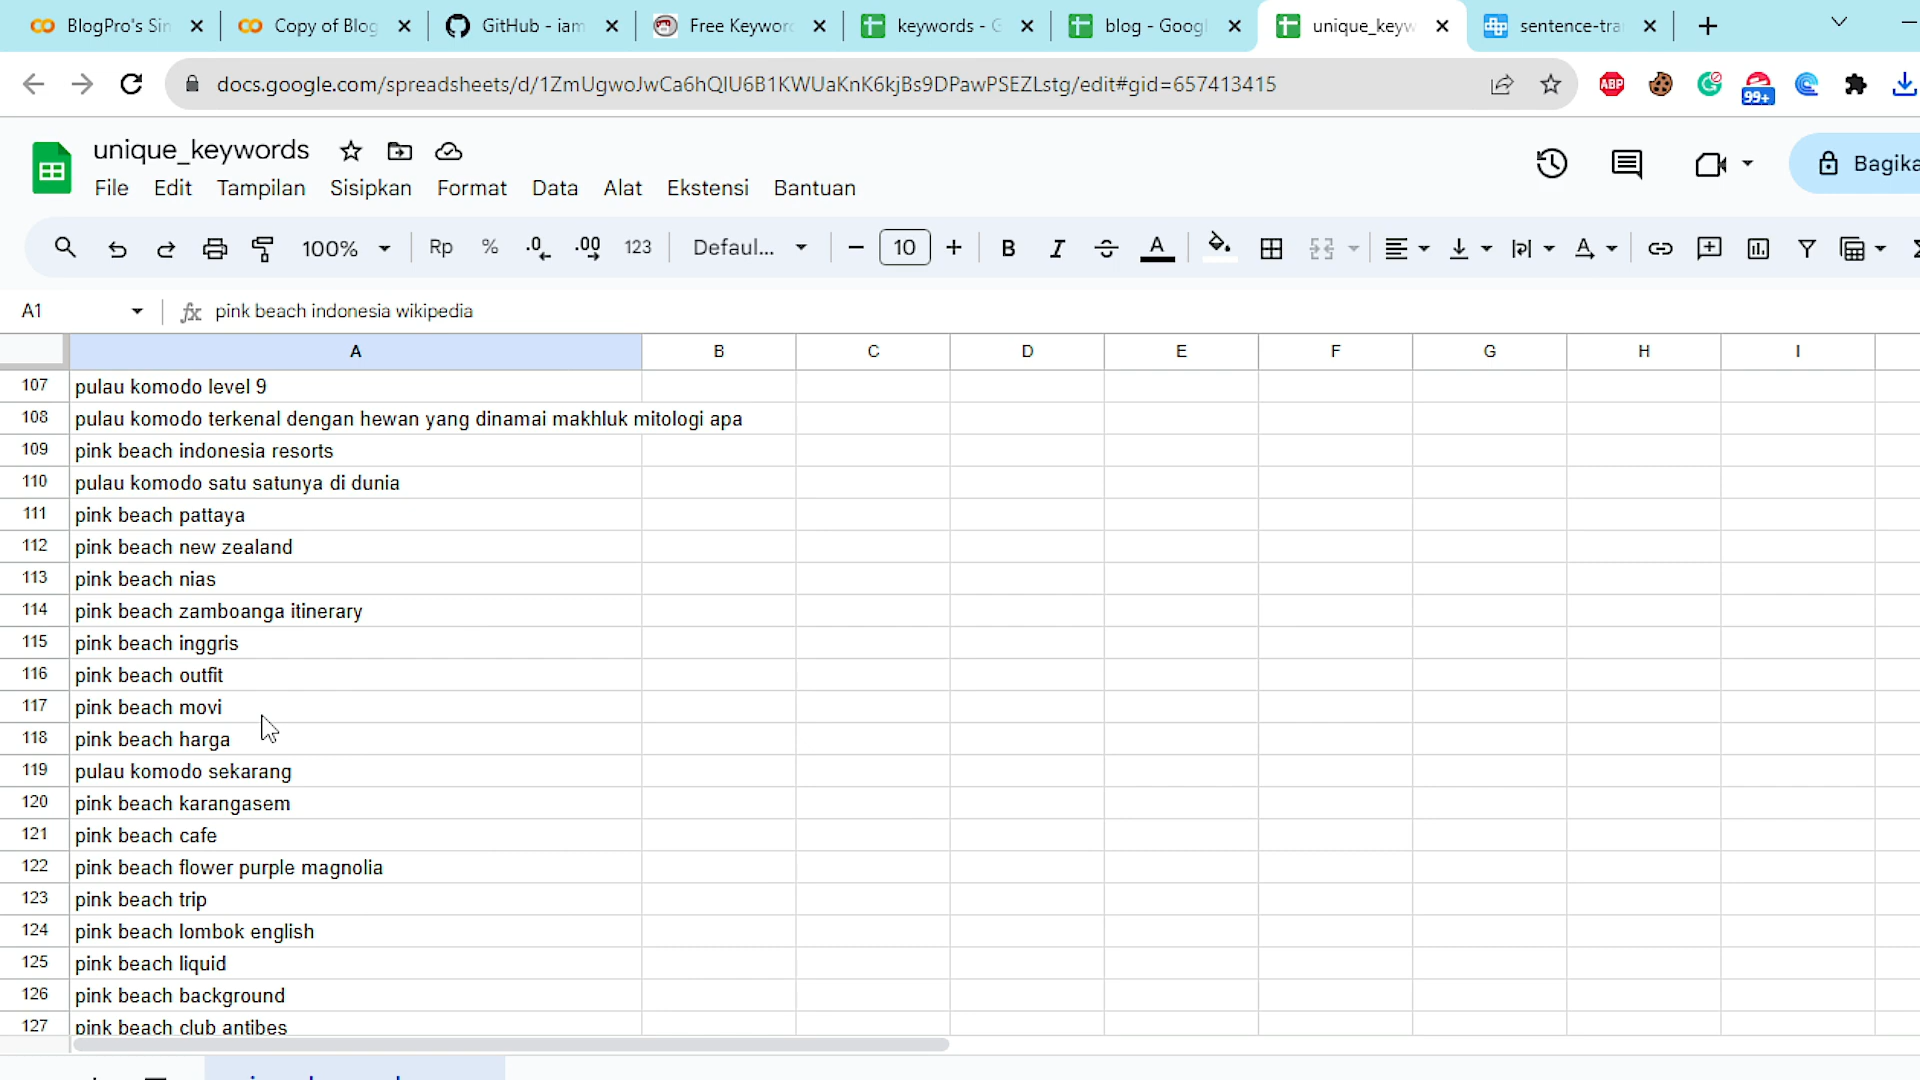 BlogPro's Sin
Copy of Blog
GitHub - iam
Free Keyword
keywords - G
blog - Googl
unique_keyw
sentence-tra
docs.google.com/spreadsheets/d/1ZmUgwoJwCa6hQIU6B1KWUaKnK6kjBs9DPawPSEZLstg/edit#gid=657413415
ABP
99+
unique_keywords
File Edit Tampilan Sisipkan Format Data Alat Ekstensi Bantuan
Bagika
100% Rp % .0 .00 123 Defaul... 10 B I A
A1 fx pink beach indonesia wikipedia
A B C D E F G H I
107 pulau komodo level 9
108 pulau komodo terkenal dengan hewan yang dinamai makhluk mitologi apa
109 pink beach indonesia resorts
110 pulau komodo satu satunya di dunia
111 pink beach pattaya
112 pink beach new zealand
113 pink beach nias
114 pink beach zamboanga itinerary
115 pink beach inggris
116 pink beach outfit
117 pink beach movi
118 pink beach harga
119 pulau komodo sekarang
120 pink beach karangasem
121 pink beach cafe
122 pink beach flower purple magnolia
123 pink beach trip
124 pink beach lombok english
125 pink beach liquid
126 pink beach background
127 pink beach club antibes